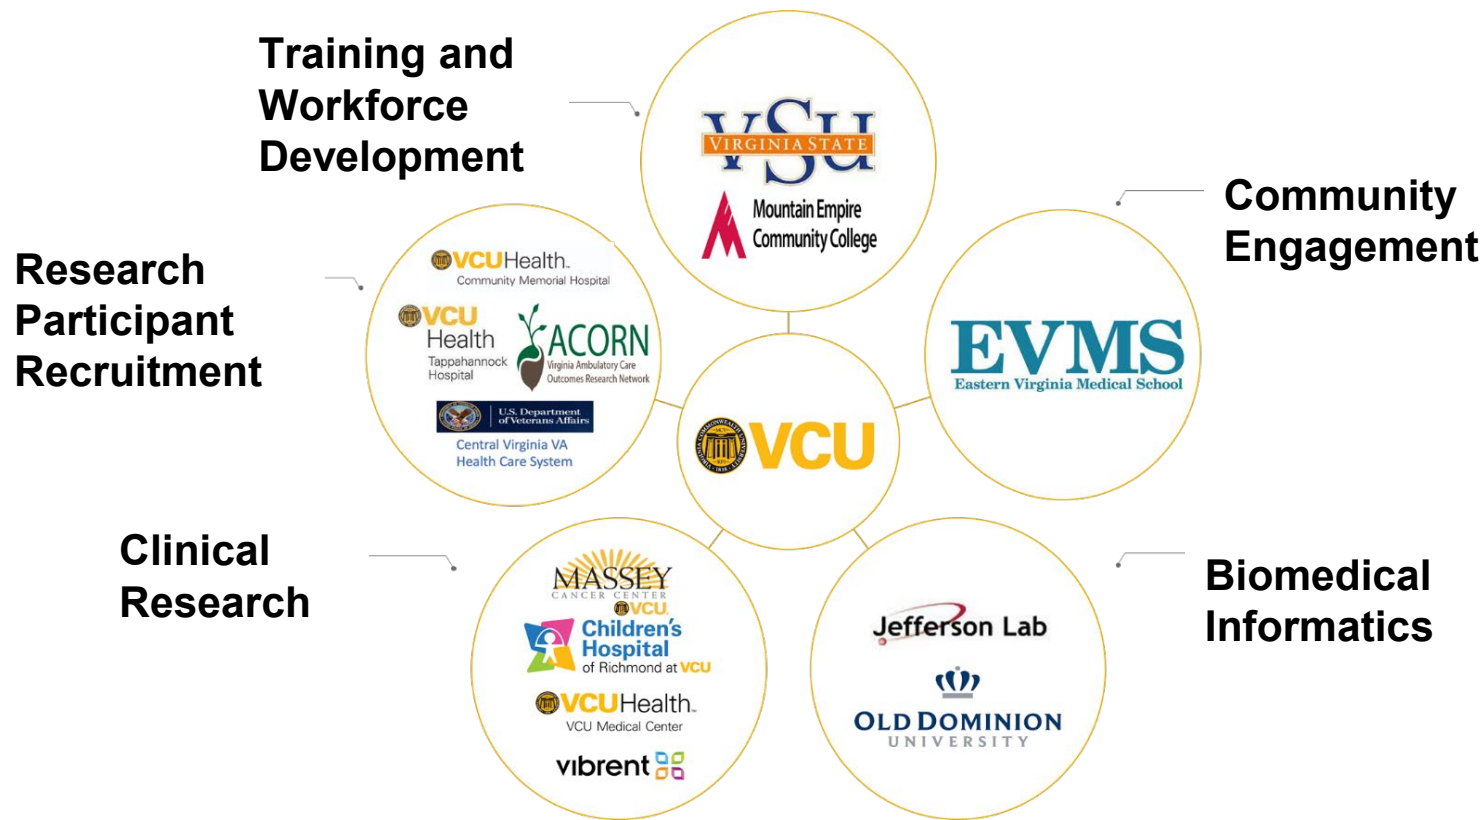 Training and
Workforce
Development
VSU
VIRGINIA STATE
Mountain Empire
Community College
Community
Engagement
EVMS
Eastern Virginia Medical School
Research
Participant
Recruitment
VCUHealth™
Community Memorial Hospital
VCU
Health
Tappahannock
Hospital
ACORN
Virginia Ambulatory Care
Outcomes Research Network
U.S. Department
of Veterans Affairs
Central Virginia VA
Health Care System
VCU
Clinical
Research
MASSEY
CANCER CENTER
VCU
Children's
Hospital
of Richmond at VCU
VCUHealth™
VCU Medical Center
vibrent
Biomedical
Informatics
Jefferson Lab
OLD DOMINION
UNIVERSITY